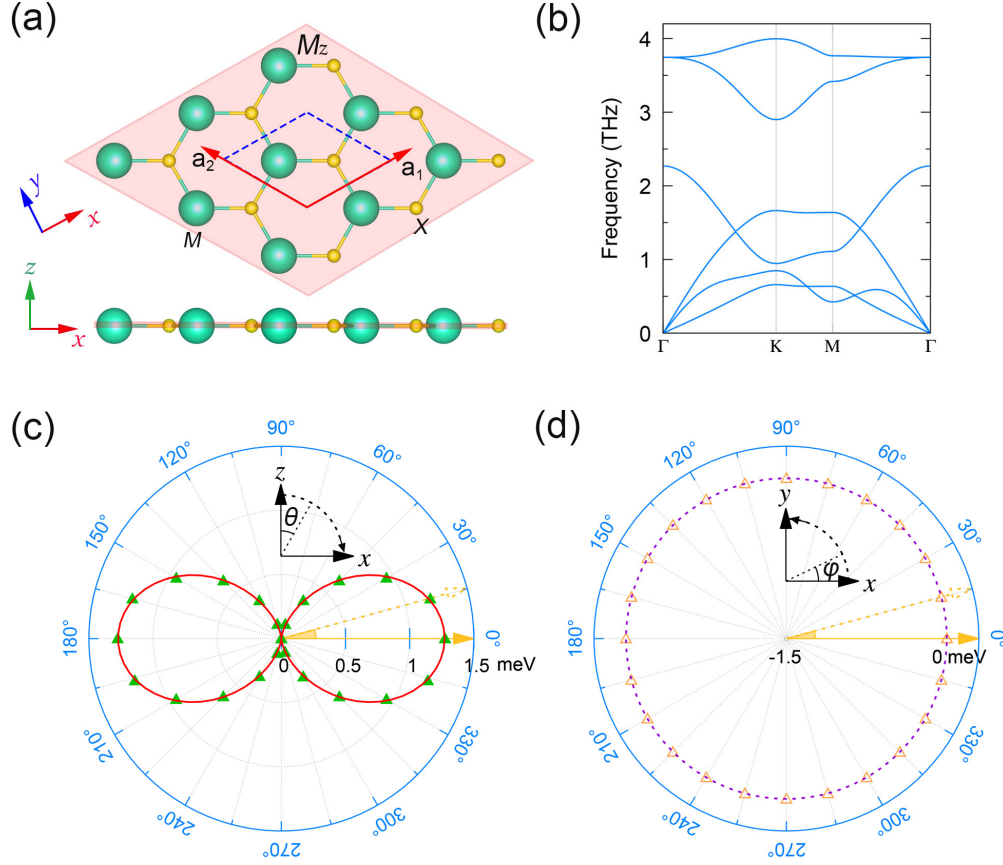 (a)
Mz
a₂
a₁
M
X
y
x
z
x
(b)
Frequency (THz)
4
3
2
1
0
Γ
K
M
Γ
(c)
90°
60°
30°
0°
330°
300°
270°
240°
210°
180°
150°
120°
z
θ
x
0
0.5
1
1.5 meV
(d)
90°
60°
30°
0°
330°
300°
270°
240°
210°
180°
150°
120°
y
φ
x
-1.5
0 meV